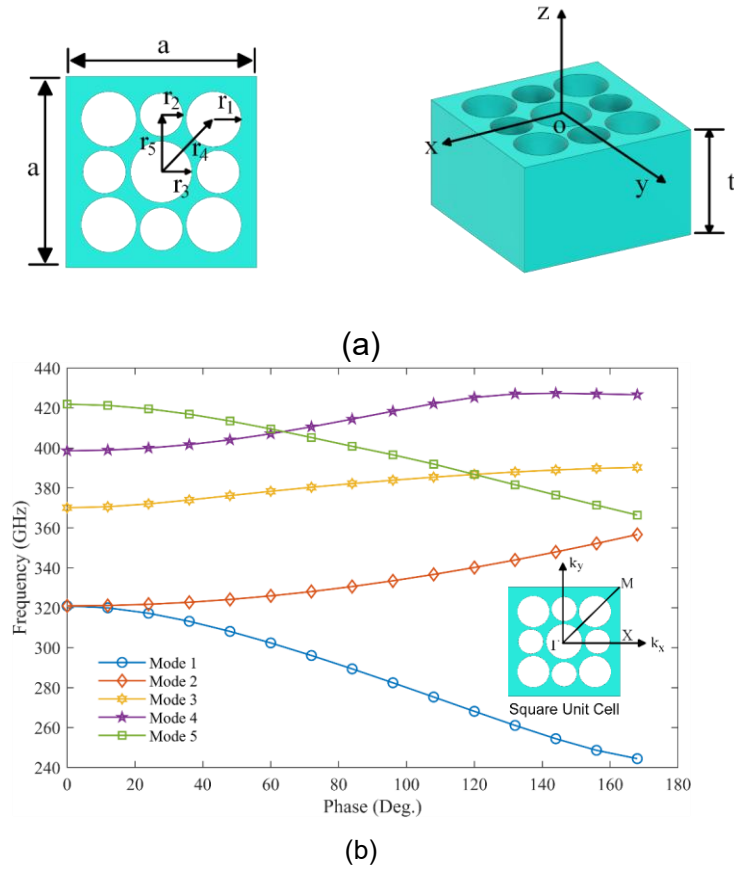 a
a
r₂
r₁
r₅
r₄
r₃
z
o
x
y
t
(a)
440
420
400
380
360
340
320
300
280
260
240
Frequency (GHz)
Mode 1
Mode 2
Mode 3
Mode 4
Mode 5
k_y
M
Γ
X
k_x
Square Unit Cell
0
20
40
60
80
100
120
140
160
180
Phase (Deg.)
(b)